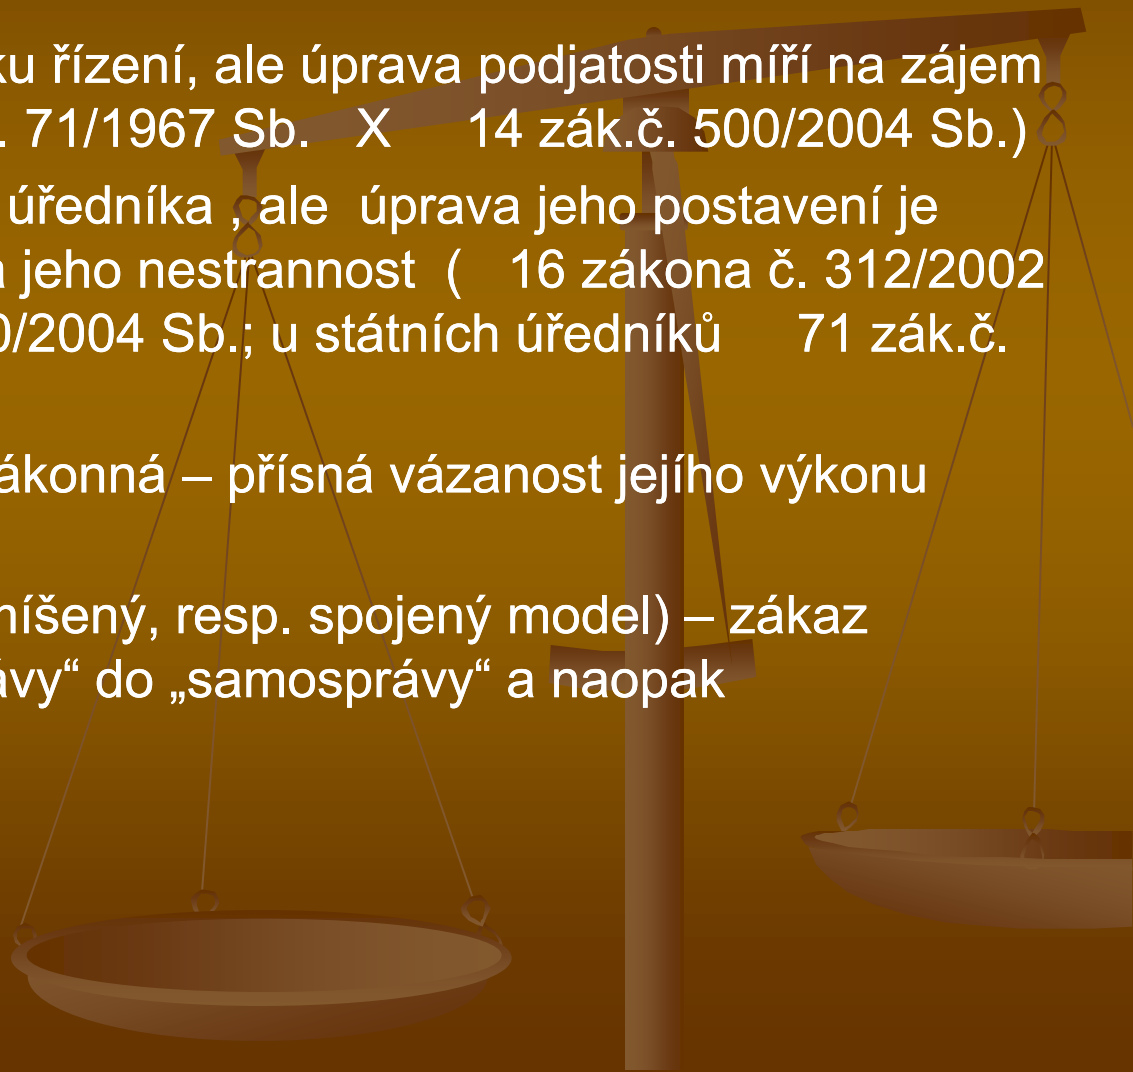 ku řízení, ale úprava podjatosti míří na zájem
. 71/1967 Sb. X 14 zák.č. 500/2004 Sb.)
úředníka , ale úprava jeho postavení je
a jeho nestrannost ( 16 zákona č. 312/2002
0/2004 Sb.; u státních úředníků 71 zák.č.
ákonná – přísná vázanost jejího výkonu
míšený, resp. spojený model) – zákaz
ávy“ do „samosprávy“ a naopak